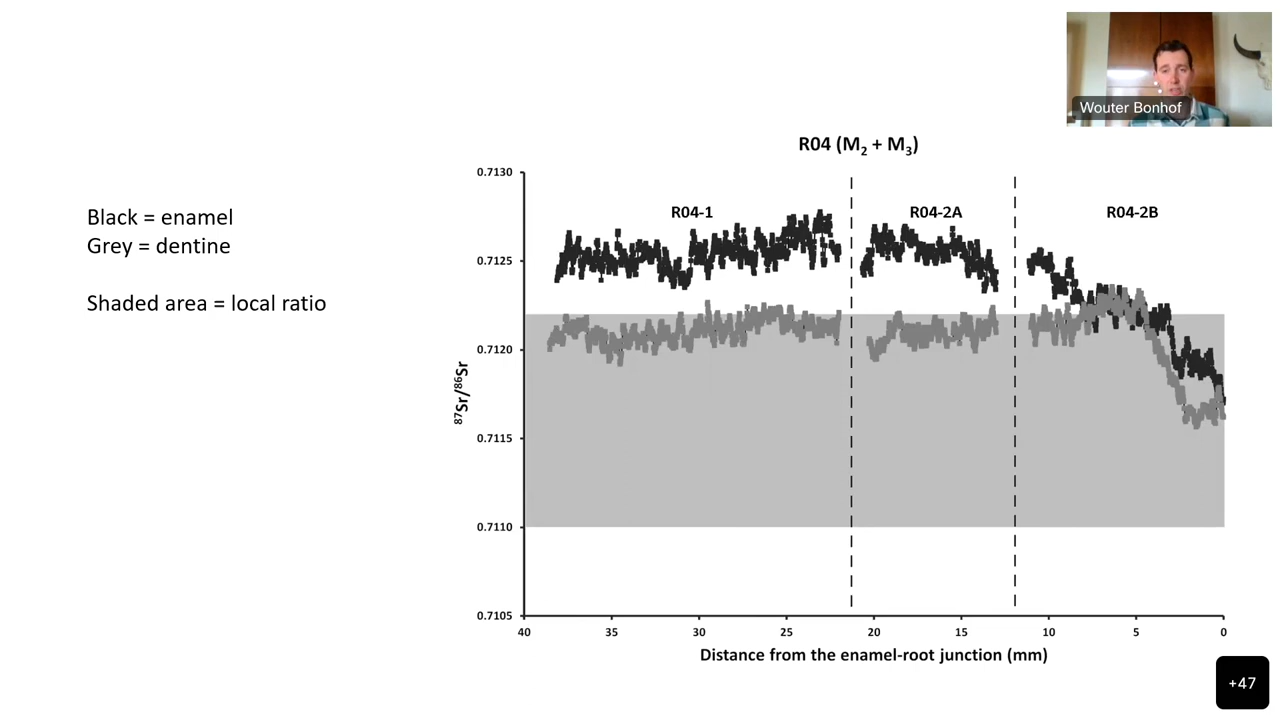 Wouter Bonhof
R04 (M₂ + M₃)
Black = enamel
Grey = dentine
Shaded area = local ratio
R04-1
R04-2A
R04-2B
0.7130
0.7125
0.7120
0.7115
0.7110
0.7105
⁸⁷Sr/⁸⁶Sr
40 35 30 25 20 15 10 5 0
Distance from the enamel-root junction (mm)
+47